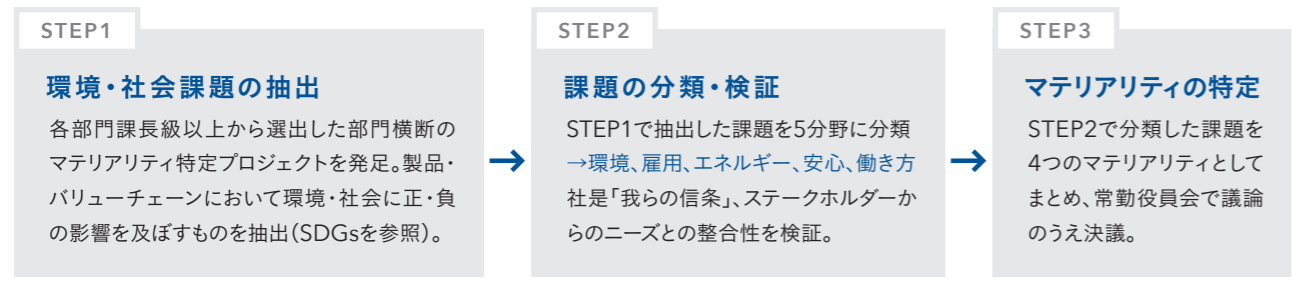 STEP1
環境・社会課題の抽出
各部門課長級以上から選出した部門横断の
マテリアリティ特定プロジェクトを発足。製品・
バリューチェーンにおいて環境・社会に正・負
の影響を及ぼすものを抽出(SDGsを参照)。
→
STEP2
課題の分類・検証
STEP1で抽出した課題を5分野に分類
→環境、雇用、エネルギー、安心、働き方
社是「我らの信条」、ステークホルダーか
らのニーズとの整合性を検証。
→
STEP3
マテリアリティの特定
STEP2で分類した課題を
4つのマテリアリティとして
まとめ、常勤役員会で議論
のうえ決議。